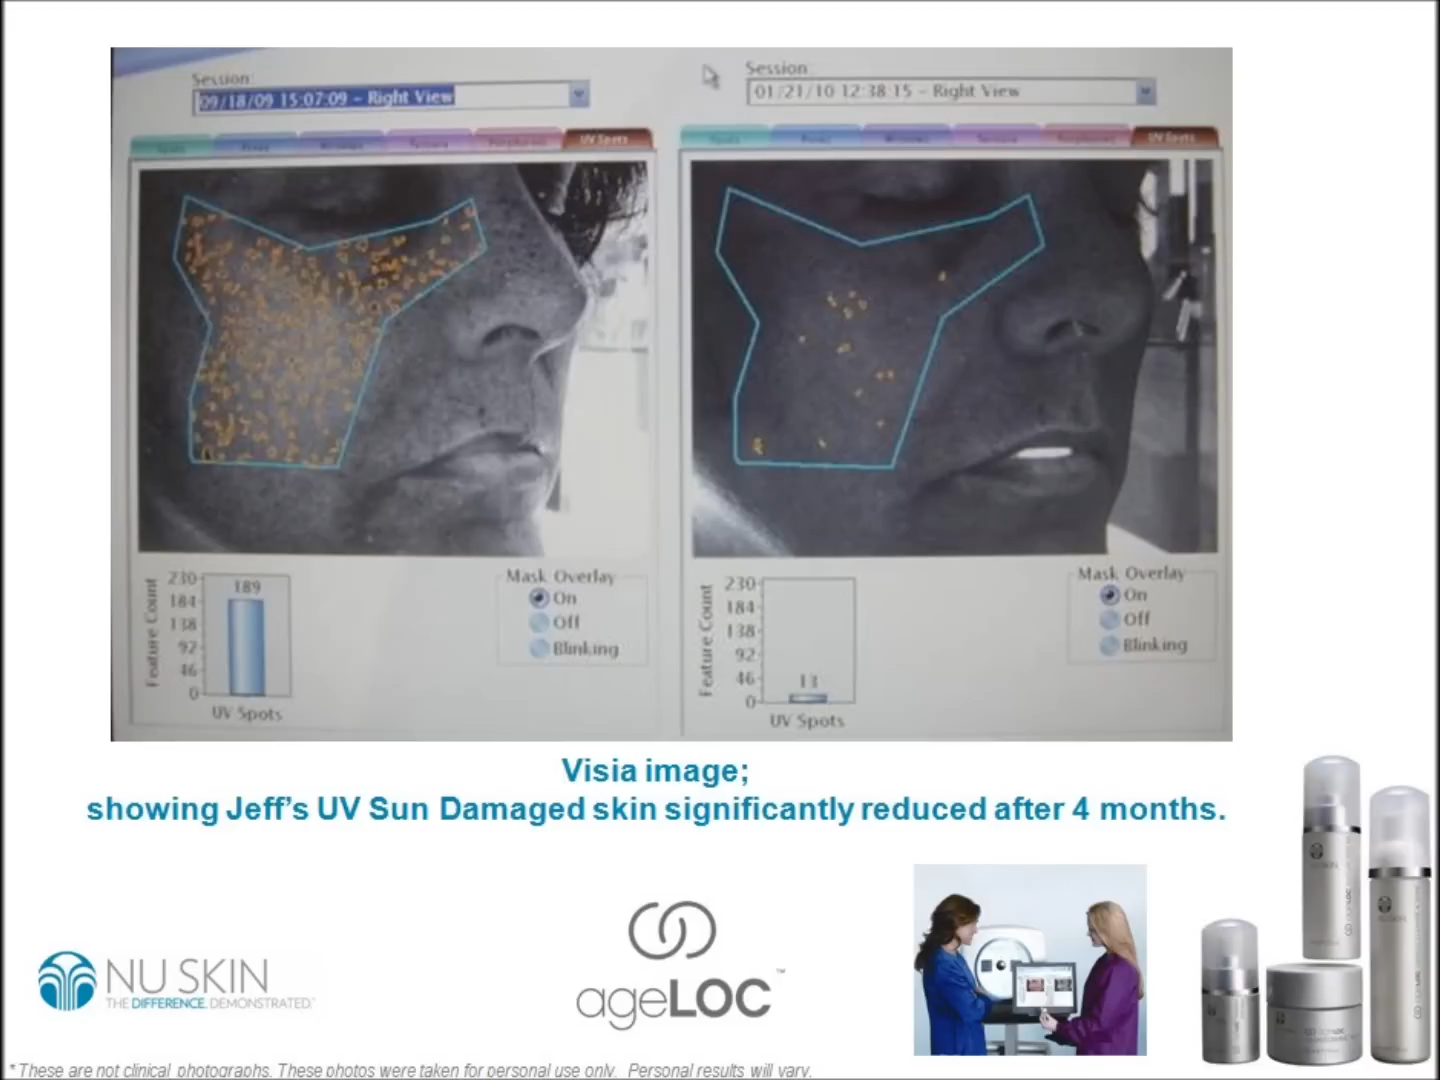 Session:
09/18/09 15:07:09 - Right View
Session:
01/21/10 12:38:15 - Right View
UV Spots
UV Spots
Feature Count
230
184
138
92
46
0
189
UV Spots
Mask Overlay
On
Off
Blinking
Feature Count
230
184
138
92
46
0
13
UV Spots
Mask Overlay
On
Off
Blinking
Visia image;
showing Jeff's UV Sun Damaged skin significantly reduced after 4 months.
NU SKIN
THE DIFFERENCE. DEMONSTRATED.™
ageLOC™
NU SKIN
ageLOC
* These are not clinical photographs. These photos were taken for personal use only. Personal results will vary.